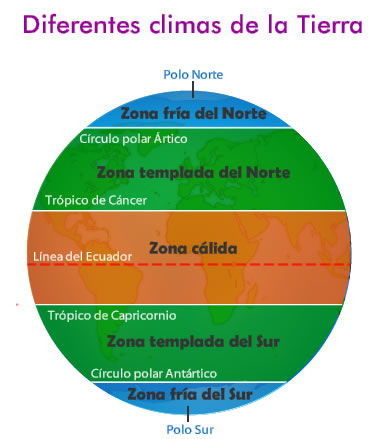 Diferentes climas de la Tierra
Polo Norte
Zona fría del Norte
Círculo polar Ártico
Zona templada del Norte
Trópico de Cáncer
Zona cálida
Línea del Ecuador
Trópico de Capricornio
Zona templada del Sur
Círculo polar Antártico
Zona fría del Sur
Polo Sur